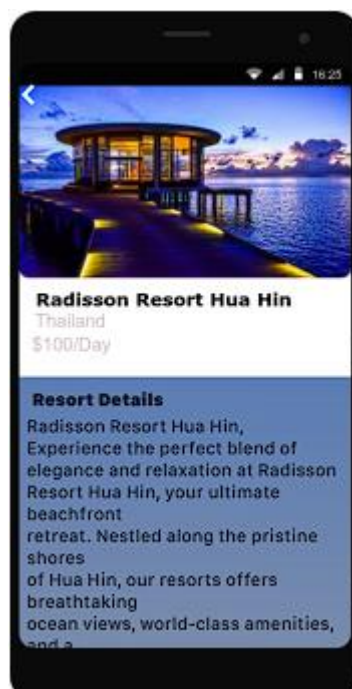 16:25
Radisson Resort Hua Hin
Thailand
$100/Day
Resort Details
Radisson Resort Hua Hin,
Experience the perfect blend of
elegance and relaxation at Radisson
Resort Hua Hin, your ultimate
beachfront
retreat. Nestled along the pristine
shores
of Hua Hin, our resorts offers
breathtaking
ocean views, world-class amenities,
and a